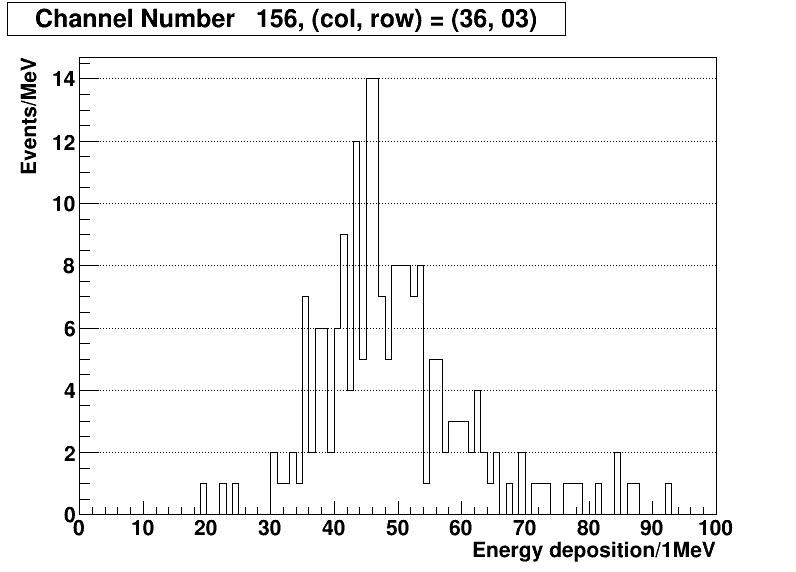 Channel Number 156, (col, row) = (36, 03)
Events/MeV
14
12
10
8
6
4
2
0
0 10 20 30 40 50 60 70 80 90 100
Energy deposition/1MeV